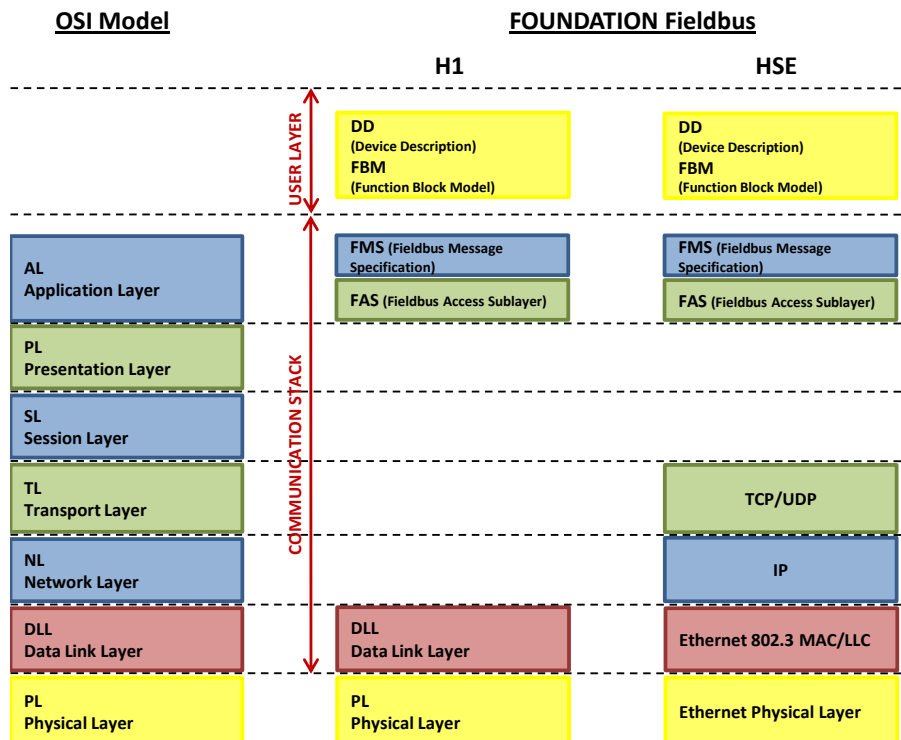 OSI Model
FOUNDATION Fieldbus
H1
HSE
USER LAYER
DD
(Device Description)
FBM
(Function Block Model)
DD
(Device Description)
FBM
(Function Block Model)
COMMUNICATION STACK
AL
Application Layer
FMS (Fieldbus Message
Specification)
FAS (Fieldbus Access Sublayer)
FMS (Fieldbus Message
Specification)
FAS (Fieldbus Access Sublayer)
PL
Presentation Layer
SL
Session Layer
TL
Transport Layer
TCP/UDP
NL
Network Layer
IP
DLL
Data Link Layer
DLL
Data Link Layer
Ethernet 802.3 MAC/LLC
PL
Physical Layer
PL
Physical Layer
Ethernet Physical Layer